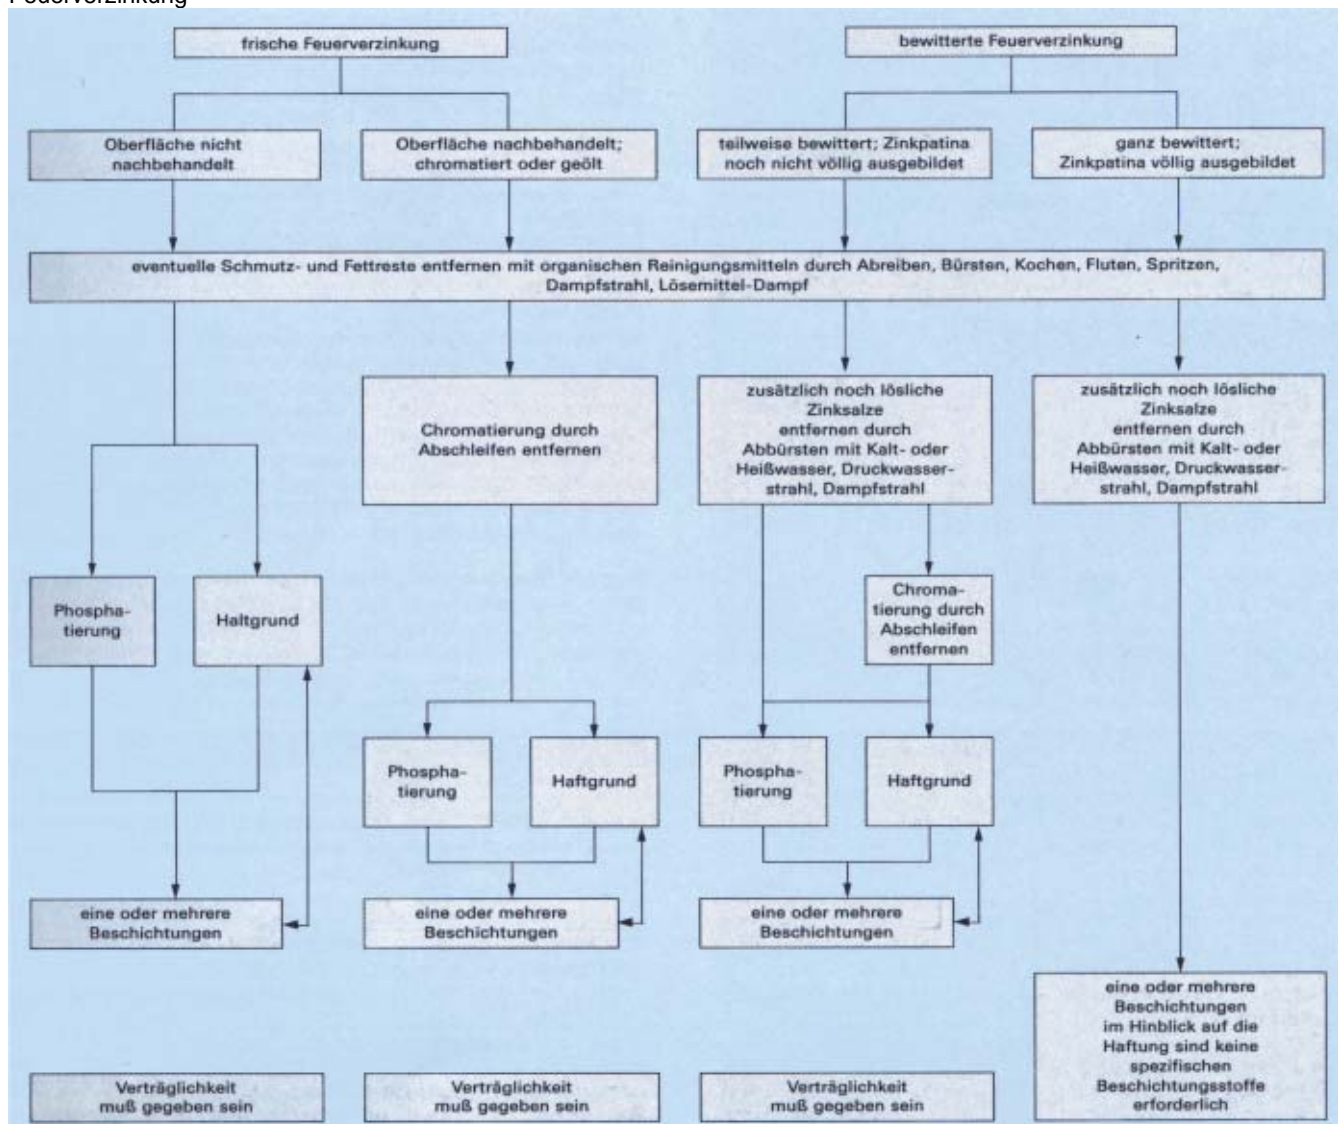 Feuerverzinkung
frische Feuerverzinkung
bewitterte Feuerverzinkung
Oberfläche nicht
nachbehandelt
Oberfläche nachbehandelt;
chromatiert oder geölt
teilweise bewittert; Zinkpatina
noch nicht völlig ausgebildet
ganz bewittert;
Zinkpatina völlig ausgebildet
eventuelle Schmutz- und Fettreste entfernen mit organischen Reinigungsmitteln durch Abreiben, Bürsten, Kochen, Fluten, Spritzen,
Dampfstrahl, Lösemittel-Dampf
Chromatierung durch
Abschleifen entfernen
zusätzlich noch lösliche
Zinksalze
entfernen durch
Abbürsten mit Kalt- oder
Heißwasser, Druckwasser-
strahl, Dampfstrahl
zusätzlich noch lösliche
Zinksalze
entfernen durch
Abbürsten mit Kalt- oder
Heißwasser, Druckwasser-
strahl, Dampfstrahl
Phospha-
tierung
Haltgrund
Chroma-
tierung durch
Abschleifen
entfernen
Phospha-
tierung
Haftgrund
Phospha-
tierung
Haftgrund
eine oder mehrere
Beschichtungen
eine oder mehrere
Beschichtungen
eine oder mehrere
Beschichtungen
eine oder mehrere
Beschichtungen
im Hinblick auf die
Haftung sind keine
spezifischen
Beschichtungsstoffe
erforderlich
Verträglichkeit
muß gegeben sein
Verträglichkeit
muß gegeben sein
Verträglichkeit
muß gegeben sein